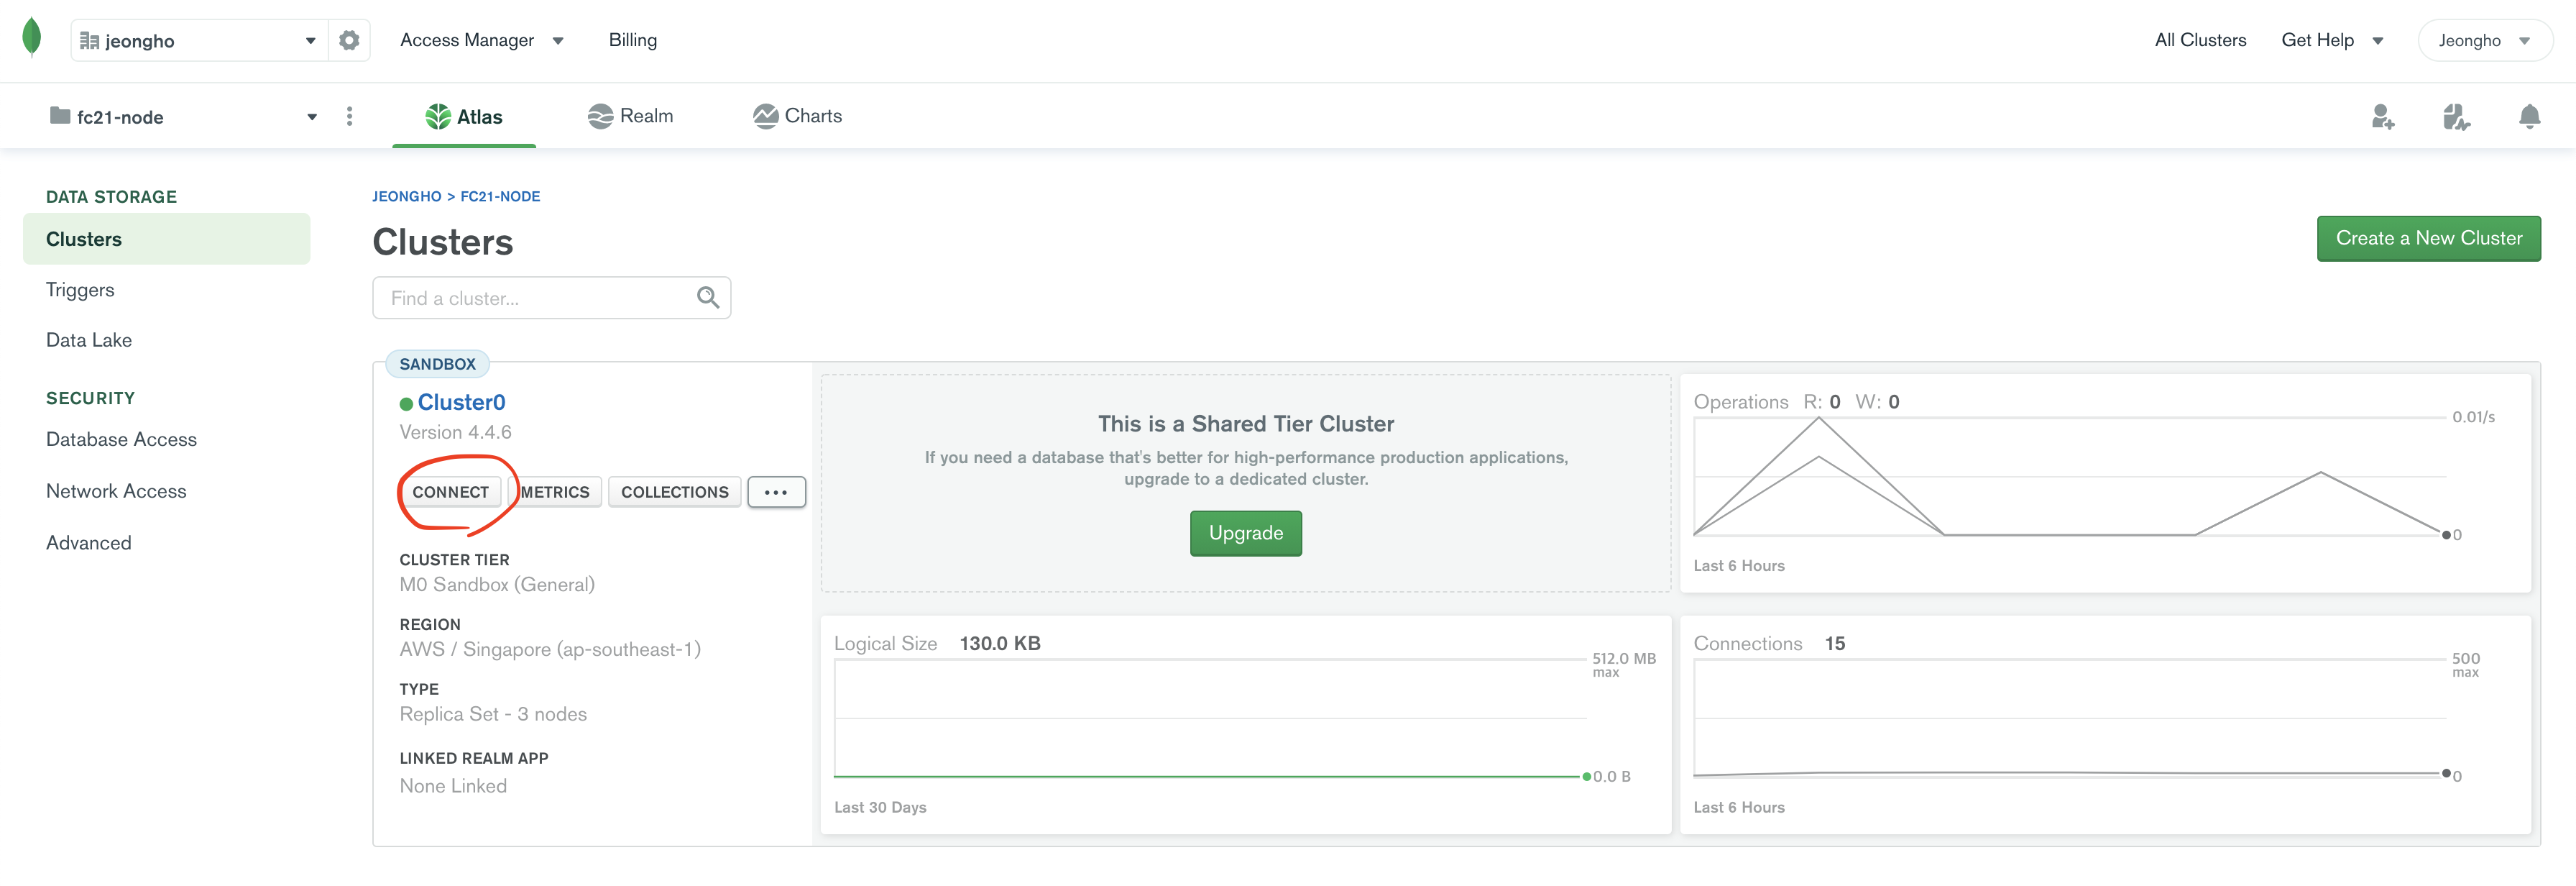 jeongho
Access Manager
Billing
All Clusters
Get Help
Jeongho
fc21-node
Atlas
Realm
Charts
DATA STORAGE
Clusters
Triggers
Data Lake
SECURITY
Database Access
Network Access
Advanced
JEONGHO > FC21-NODE
Clusters
Create a New Cluster
Find a cluster...
SANDBOX
Cluster0
Version 4.4.6
CONNECT
METRICS
COLLECTIONS
...
CLUSTER TIER
M0 Sandbox (General)
REGION
AWS / Singapore (ap-southeast-1)
TYPE
Replica Set - 3 nodes
LINKED REALM APP
None Linked
This is a Shared Tier Cluster
If you need a database that's better for high-performance production applications,
upgrade to a dedicated cluster.
Upgrade
Operations R: 0 W: 0
0.01/s
0
Last 6 Hours
Logical Size 130.0 KB
512.0 MB
max
0.0 B
Last 30 Days
Connections 15
500
max
0
Last 6 Hours